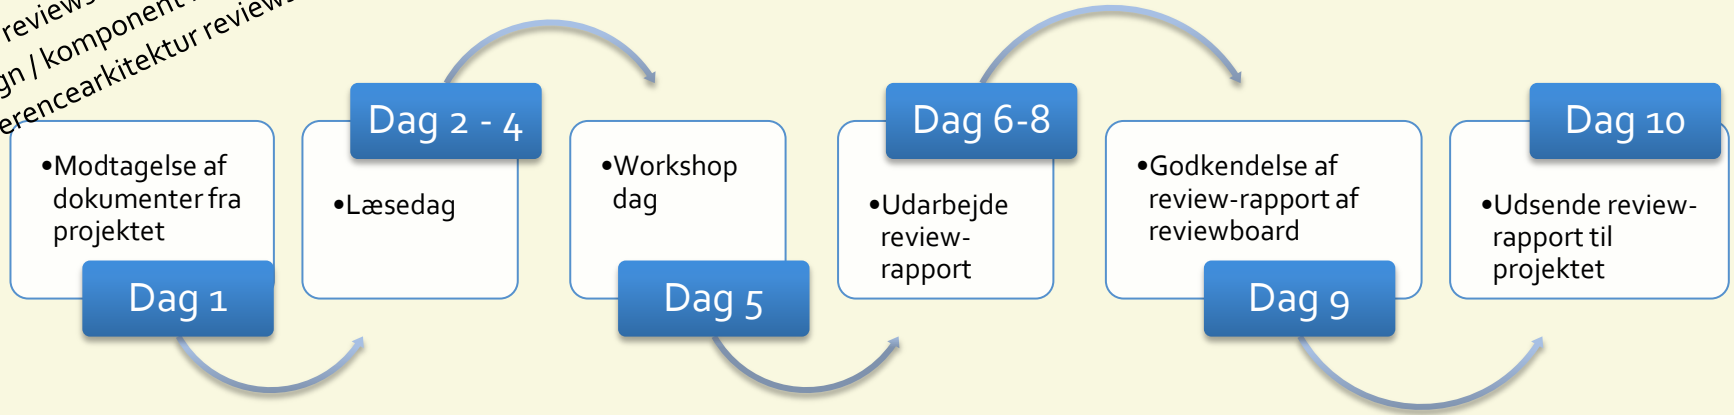 reviews
gn / komponent
erencearkitektur reviews
•Modtagelse af
dokumenter fra
projektet
Dag 1
Dag 2 - 4
•Læsedag
•Workshop
dag
Dag 5
Dag 6-8
•Udarbejde
review-
rapport
•Godkendelse af
review-rapport af
reviewboard
Dag 9
Dag 10
•Udsende review-
rapport til
projektet